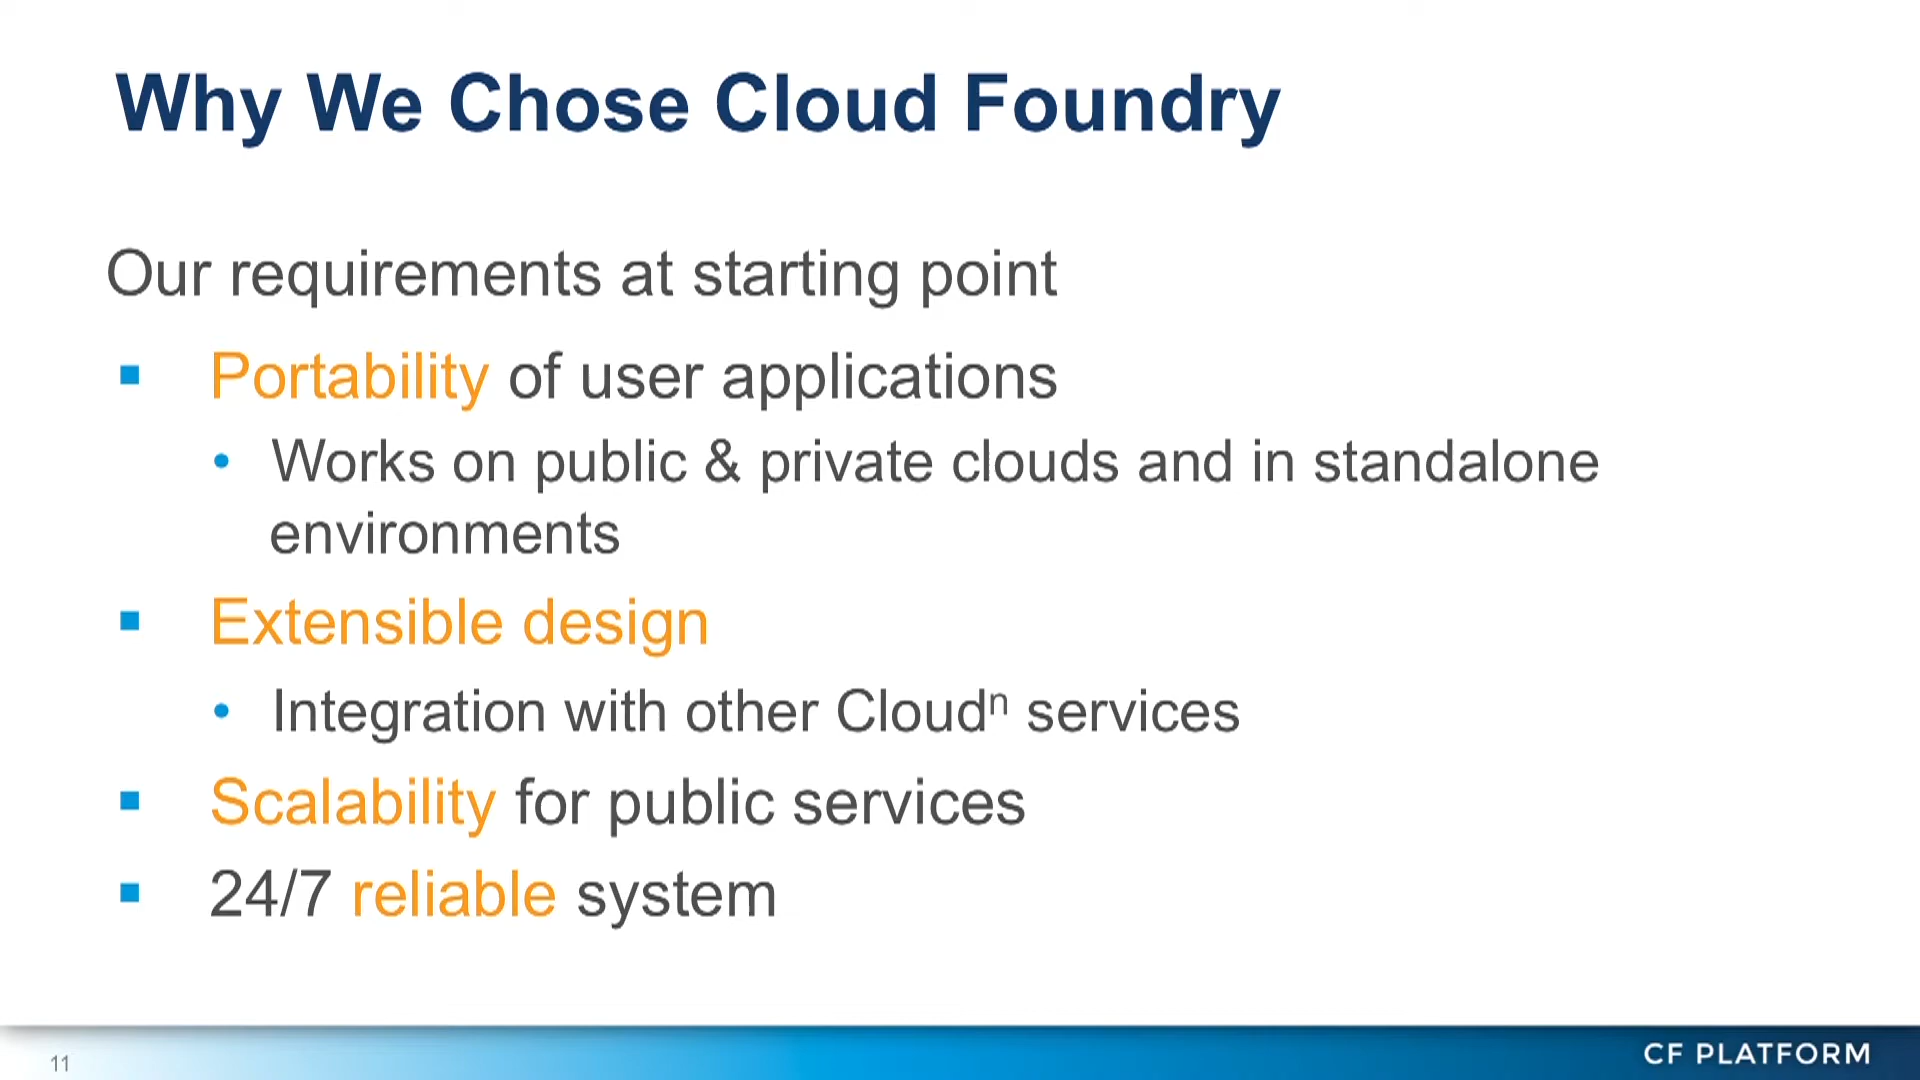 Why We Chose Cloud Foundry
Our requirements at starting point
▪ Portability of user applications
• Works on public & private clouds and in standalone
environments
▪ Extensible design
• Integration with other Cloudⁿ services
▪ Scalability for public services
▪ 24/7 reliable system
11
CF PLATFORM